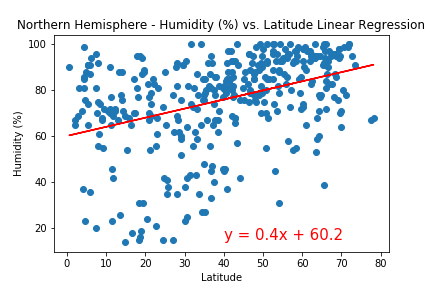 Northern Hemisphere - Humidity (%) vs. Latitude Linear Regression
100
80
60
40
20
Humidity (%)
y = 0.4x + 60.2
0 10 20 30 40 50 60 70 80
Latitude